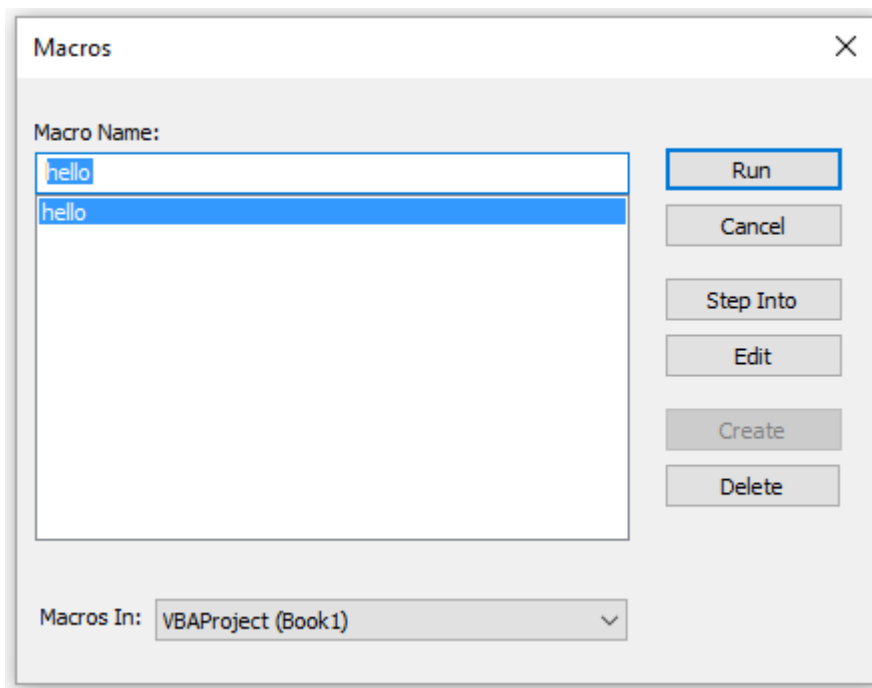 Macros
Macro Name:
hello
hello
Run
Cancel
Step Into
Edit
Create
Delete
Macros In: VBAProject (Book1)